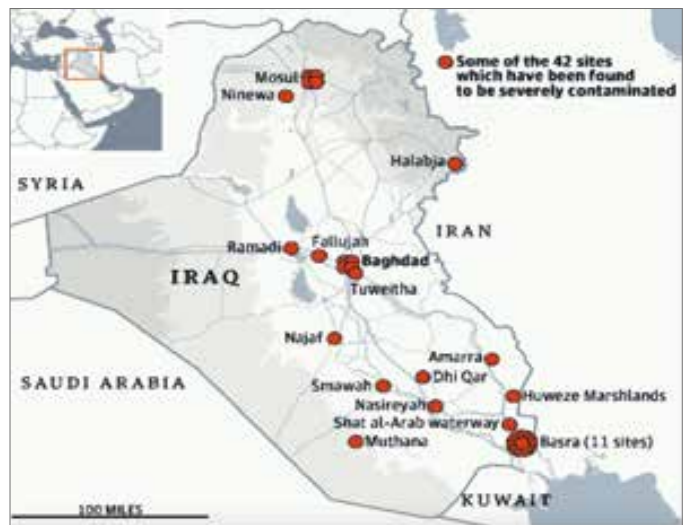 Some of the 42 sites
which have been found
to be severely contaminated
Mosul
Ninewa
Halabja
SYRIA
IRAN
Ramadi
Fallujah
Baghdad
IRAQ
Tuweitha
Najaf
Amarra
SAUDI ARABIA
Dhi Qar
Smawah
Huweze Marshlands
Nasireyah
Shat al-Arab waterway
Muthana
Basra (11 sites)
KUWAIT
100 MILES